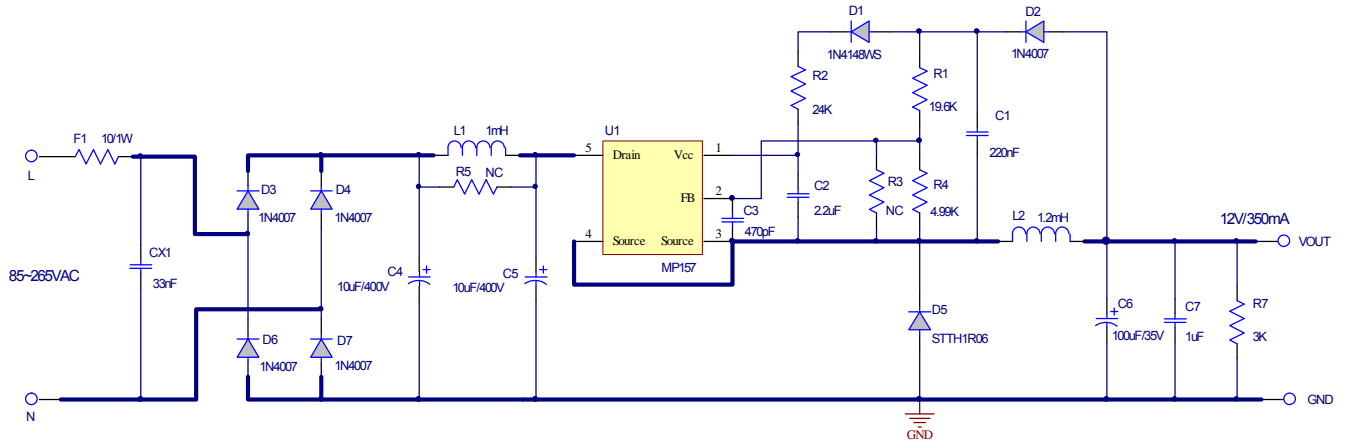 D1
1N4148WS
D2
1N4007
R2
24K
R1
19.6K
C1
220nF
F1 10/1W
L
L1 1mH
R5 NC
U1
5 Drain Vcc 1
FB 2
4 Source Source 3
MP157
C2
2.2uF
C3
470pF
R3
NC
R4
4.99K
L2 1.2mH
12V/350mA
VOUT
D3
1N4007
D4
1N4007
85~265VAC
CX1
33nF
C4
10uF/400V
C5
10uF/400V
D5
STTH1R06
C6
100uF/35V
C7
1uF
R7
3K
D6
1N4007
D7
1N4007
N
GND
GND